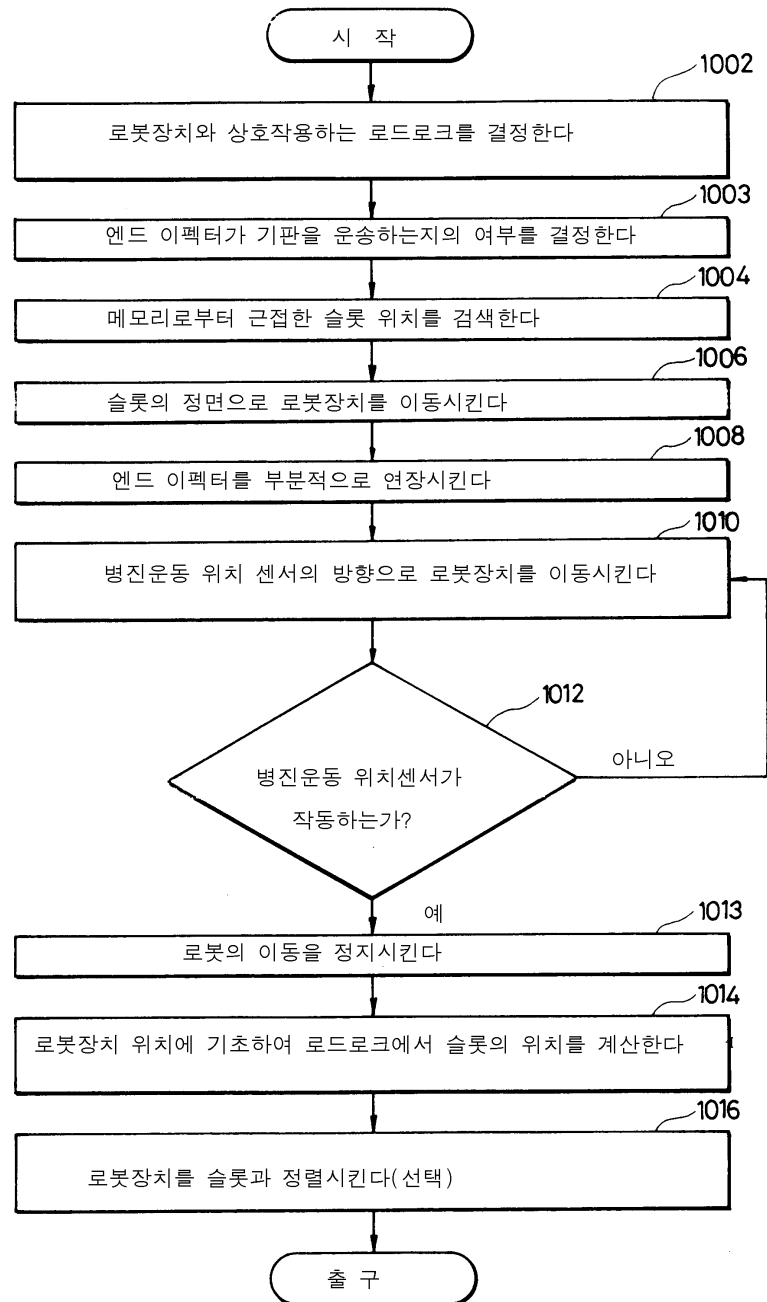 시 작
1002
로봇장치와 상호작용하는 로드로크를 결정한다
1003
엔드 이펙터가 기판을 운송하는지의 여부를 결정한다
1004
메모리로부터 근접한 슬롯 위치를 검색한다
1006
슬롯의 정면으로 로봇장치를 이동시킨다
1008
엔드 이펙터를 부분적으로 연장시킨다
1010
병진운동 위치 센서의 방향으로 로봇장치를 이동시킨다
1012
병진운동 위치센서가
작동하는가?
아니오
예
1013
로봇의 이동을 정지시킨다
1014
로봇장치 위치에 기초하여 로드로크에서 슬롯의 위치를 계산한다
1016
로봇장치를 슬롯과 정렬시킨다(선택)
출 구